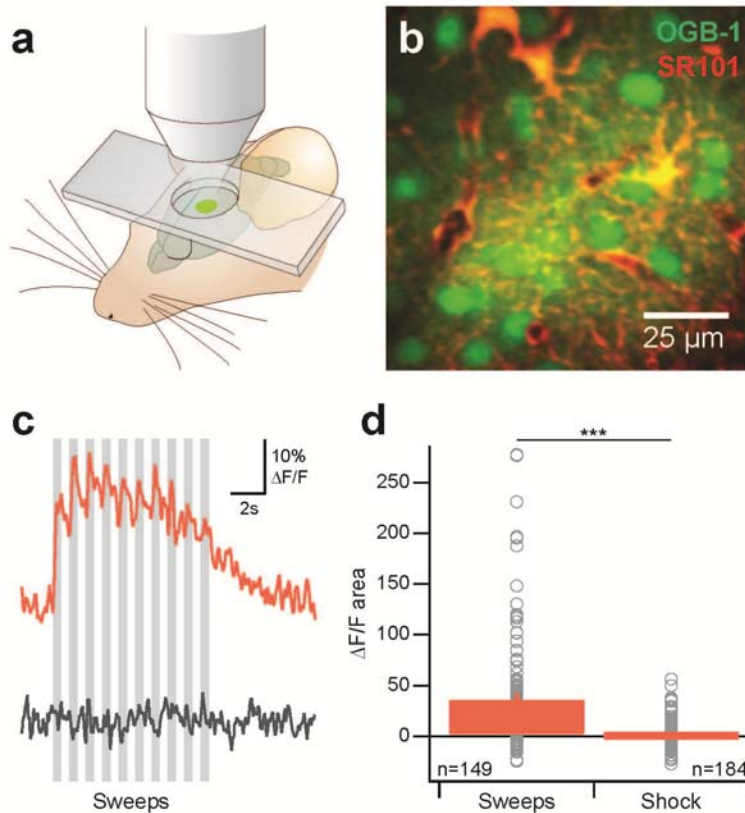 a
b
OGB-1
SR101
25 µm
c
10%
ΔF/F
2s
Sweeps
d
***
ΔF/F area
250
200
150
100
50
0
n=149
n=184
Sweeps
Shock